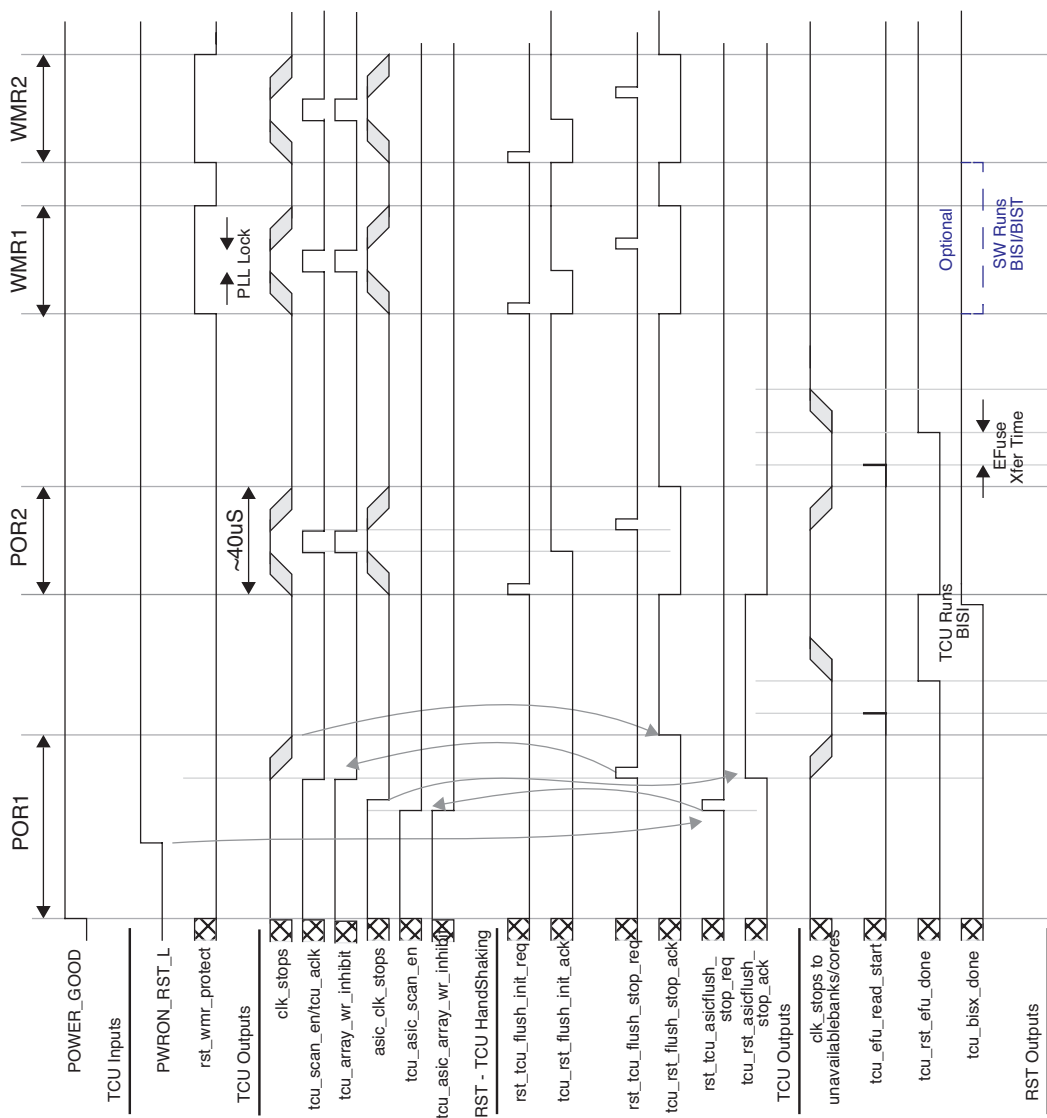 POR1
POR2
WMR1
WMR2
POWER_GOOD
TCU Inputs
PWRON_RST_L
rst_wmr_protect
PLL Lock
TCU Outputs
~40uS
clk_stops
tcu_scan_en/tcu_aclk
tcu_array_wr_inhibit
asic_clk_stops
tcu_asic_scan_en
tcu_asic_array_wr_inhibit
RST - TCU HandShaking
rst_tcu_flush_init_req
tcu_rst_flush_init_ack
rst_tcu_flush_stop_req
tcu_rst_flush_stop_ack
rst_tcu_asicflush_
stop_req
tcu_rst_asicflush_
stop_ack
TCU Outputs
clk_stops to
unavailablebanks/cores
tcu_efu_read_start
tcu_rst_efu_done
TCU Runs
BISI
Optional
tcu_bisx_done
EFuse
Xfer Time
SW Runs
BISI/BIST
RST Outputs